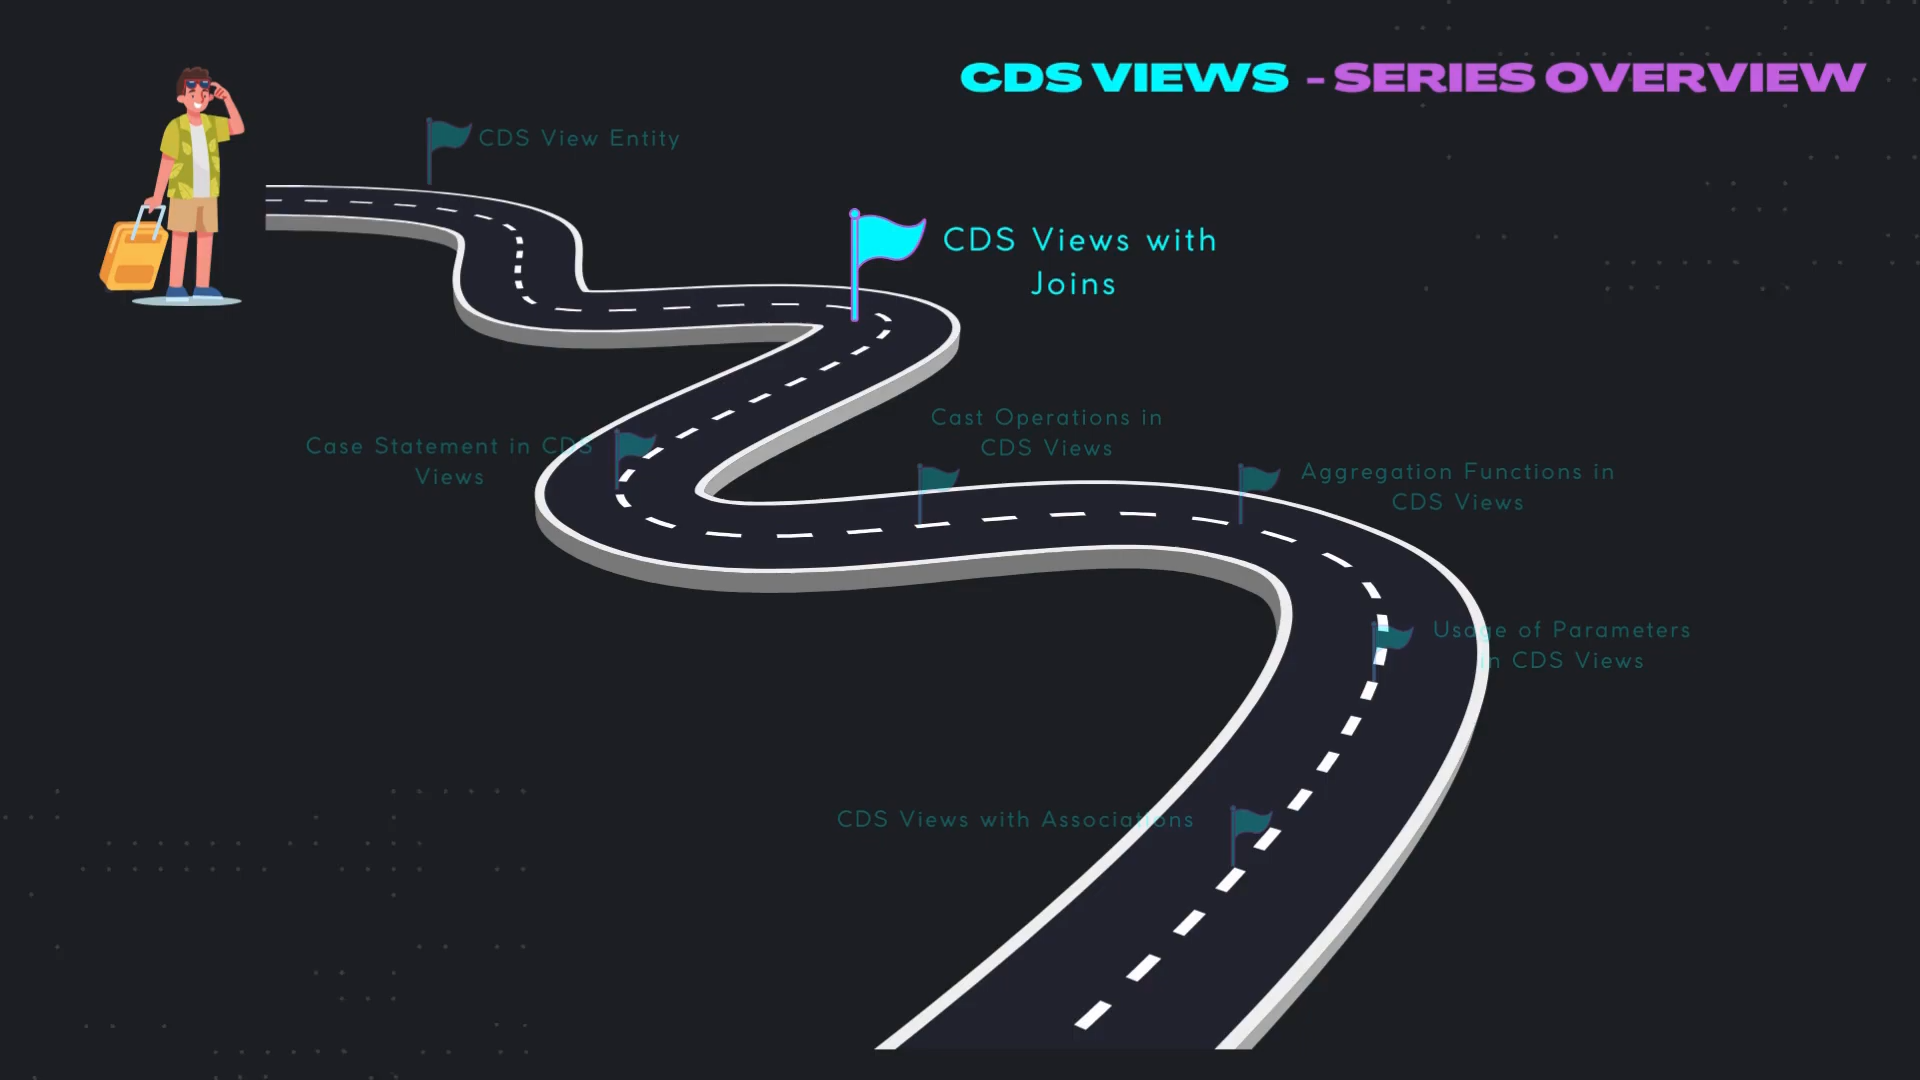 CDS VIEWS - SERIES OVERVIEW
CDS View Entity
CDS Views with
Joins
Case Statement in CDS
Views
Cast Operations in
CDS Views
Aggregation Functions in
CDS Views
Usage of Parameters
in CDS Views
CDS Views with Associations